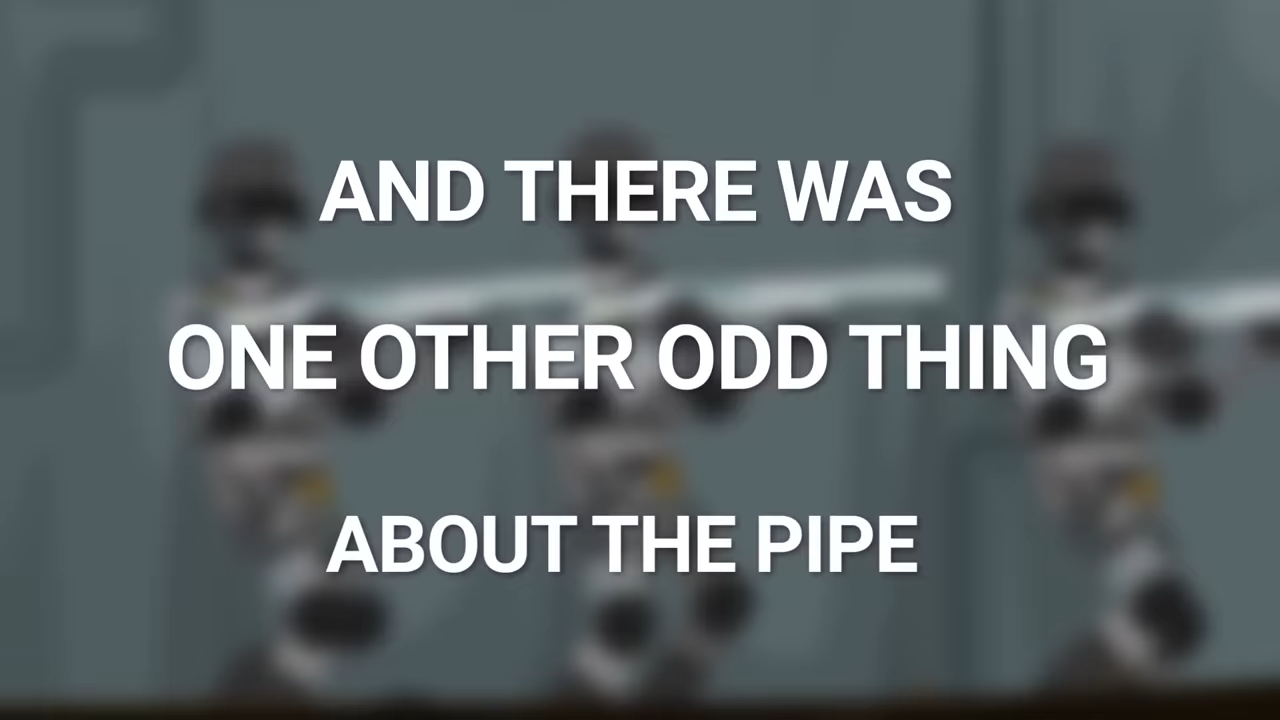 AND THERE WAS
ONE OTHER ODD THING
ABOUT THE PIPE